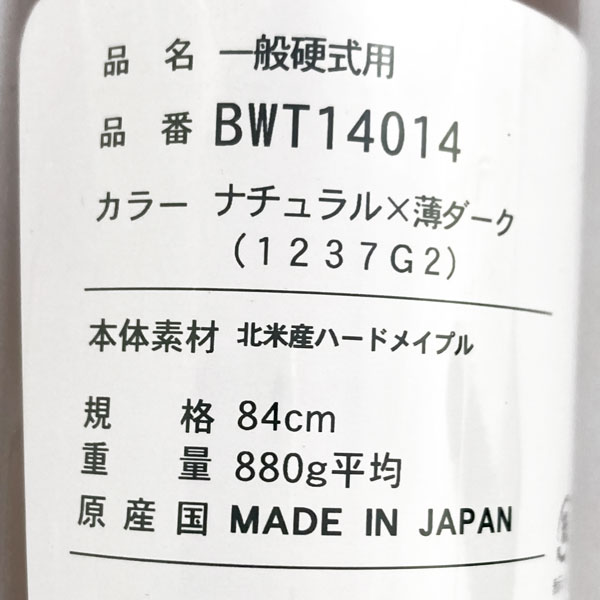 品名 一般硬式用
品番 BWT14014
カラー ナチュラル×薄ダーク
(1237G2)
本体素材 北米産ハードメイプル
規格 84cm
重量 880g平均
原産国 MADE IN JAPAN